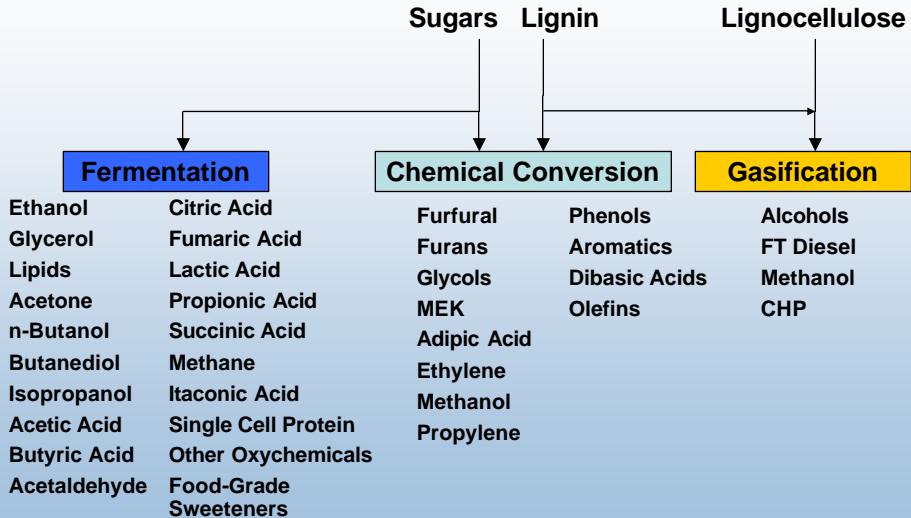 Sugars Lignin Lignocellulose
Fermentation
Chemical Conversion
Gasification
Ethanol
Glycerol
Lipids
Acetone
n-Butanol
Butanediol
Isopropanol
Acetic Acid
Butyric Acid
Acetaldehyde
Citric Acid
Fumaric Acid
Lactic Acid
Propionic Acid
Succinic Acid
Methane
Itaconic Acid
Single Cell Protein
Other Oxychemicals
Food-Grade
Sweeteners
Furfural
Furans
Glycols
MEK
Adipic Acid
Ethylene
Methanol
Propylene
Phenols
Aromatics
Dibasic Acids
Olefins
Alcohols
FT Diesel
Methanol
CHP